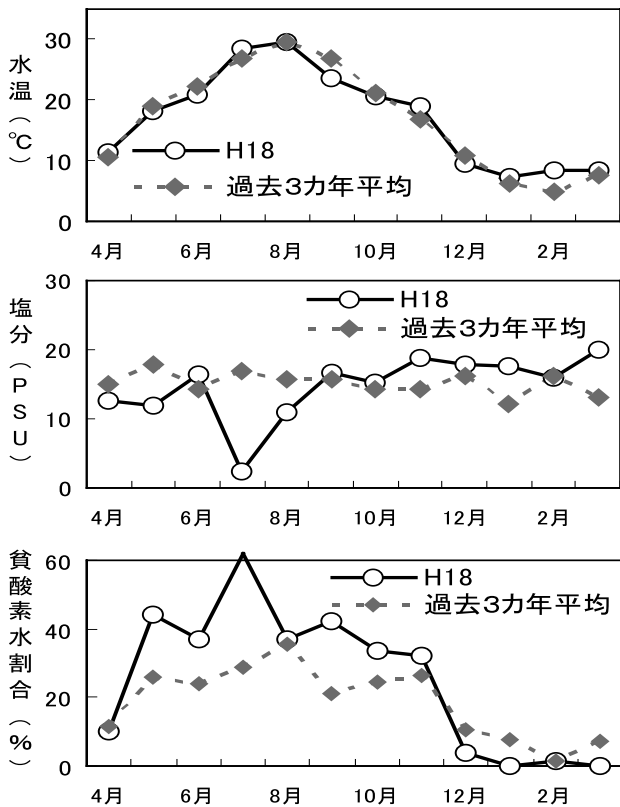 水温（℃）
30
20
10
0
H18
過去3カ年平均
4月 6月 8月 10月 12月 2月
塩分（PSU）
30
20
10
0
H18
過去3カ年平均
4月 6月 8月 10月 12月 2月
貧酸素水割合（%）
60
40
20
0
H18
過去3カ年平均
4月 6月 8月 10月 12月 2月